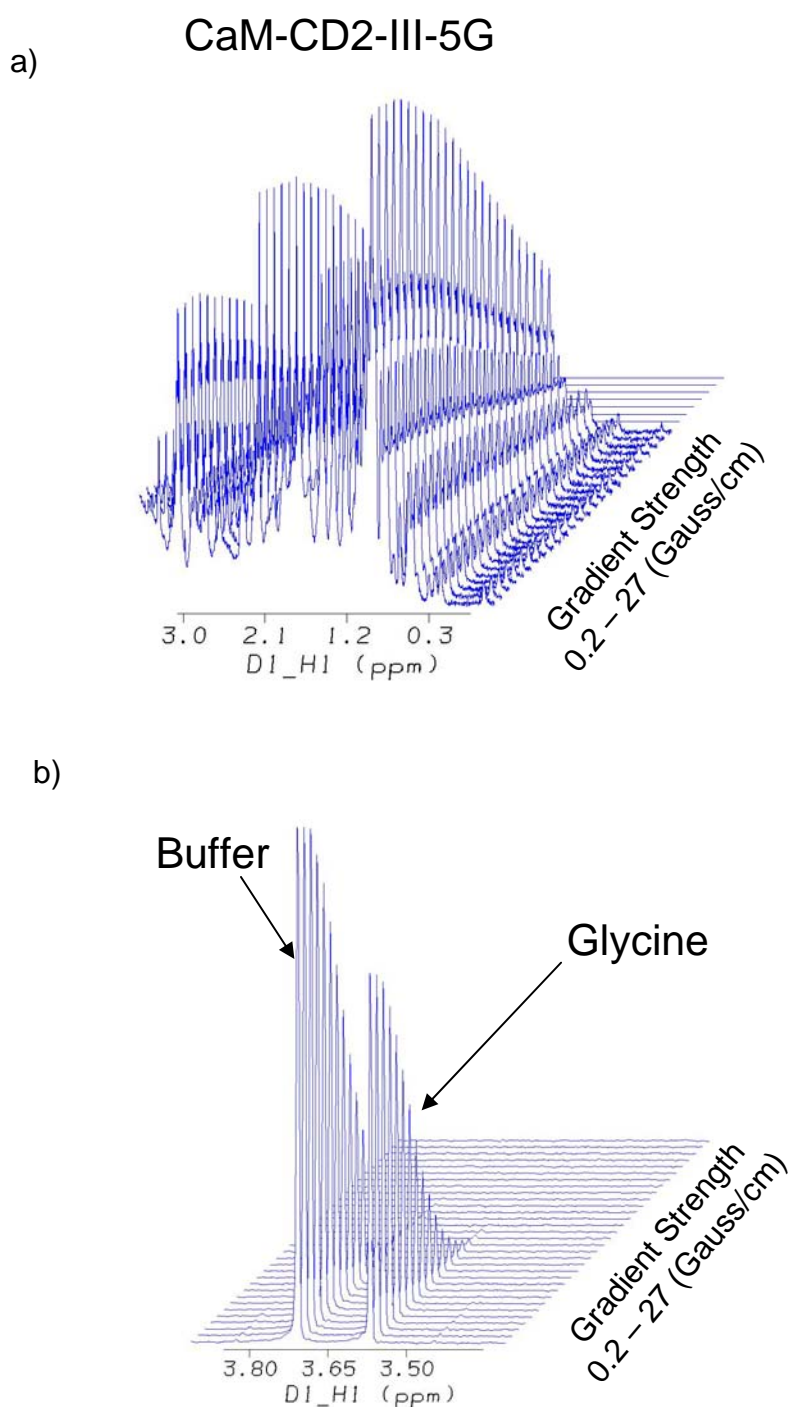 CaM-CD2-III-5G
a)
Gradient Strength
0.2 – 27 (Gauss/cm)
3.0 2.1 1.2 0.3
D1_H1 (ppm)
b)
Buffer
Glycine
Gradient Strength
0.2 – 27 (Gauss/cm)
3.80 3.65 3.50
D1_H1 (ppm)